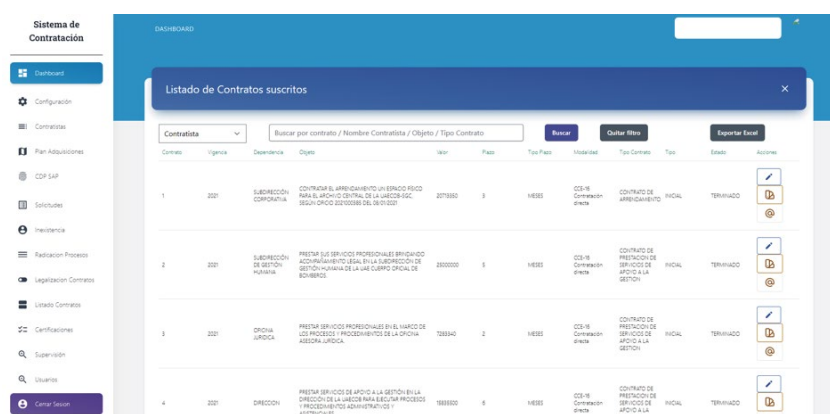 Sistema de
Contratación
DASHBOARD
Dashboard
Configuración
Contratistas
Plan Adquisiciones
CDP SAP
Solicitudes
Inexistencia
Radicacion Procesos
Legalizacion Contratos
Listado Contratos
Certificaciones
Supervisión
Usuarios
Cerrar Sesion
Listado de Contratos suscritos
×
Contratista
Buscar por contrato / Nombre Contratista / Objeto / Tipo Contrato
Buscar
Quitar filtro
Exportar Excel
Contrato Vigencia Dependencia Objeto Valor Plazo Tipo Plazo Modalidad Tipo Contrato Tipo Estado Acciones
1 2021 SUBDIRECCIÓN CORPORATIVA
CONTRATAR EL ARRENDAMIENTO UN ESPACIO FÍSICO
PARA EL ARCHIVO CENTRAL DE LA UAECOB-SGC,
SEGÚN OFICIO DEL 06/01/2021
5 MESES
CCE-16 Contratación directa
CONTRATO DE ARRENDAMIENTO
INICIAL TERMINADO
2 2021 SUBDIRECCIÓN DE GESTIÓN HUMANA
PRESTAR SUS SERVICIOS PROFESIONALES BRINDANDO
ACOMPAÑAMIENTO LEGAL EN LA SUBDIRECCIÓN DE
GESTIÓN HUMANA DE LA UAE CUERPO OFICIAL DE
BOMBEROS.
5 MESES
CCE-16 Contratación directa
CONTRATO DE PRESTACION DE SERVICIOS DE APOYO A LA GESTION
INICIAL TERMINADO
3 2021 OFICINA JURIDICA
PRESTAR SERVICIOS PROFESIONALES EN EL MARCO DE
LOS PROCESOS Y PROCEDIMIENTOS DE LA OFICINA
ASESORA JURÍDICA.
2 MESES
CCE-16 Contratación directa
CONTRATO DE PRESTACION DE SERVICIOS DE APOYO A LA GESTION
INICIAL TERMINADO
4 2021 DIRECCION
PRESTAR SERVICIOS DE APOYO A LA GESTIÓN EN LA
DIRECCIÓN DE LA UAECOB PARA EJECUTAR PROCESOS
Y PROCEDIMIENTOS ADMINISTRATIVOS Y
6 MESES
CCE-16 Contratación directa
CONTRATO DE PRESTACION DE SERVICIOS DE APOYO A LA
INICIAL TERMINADO